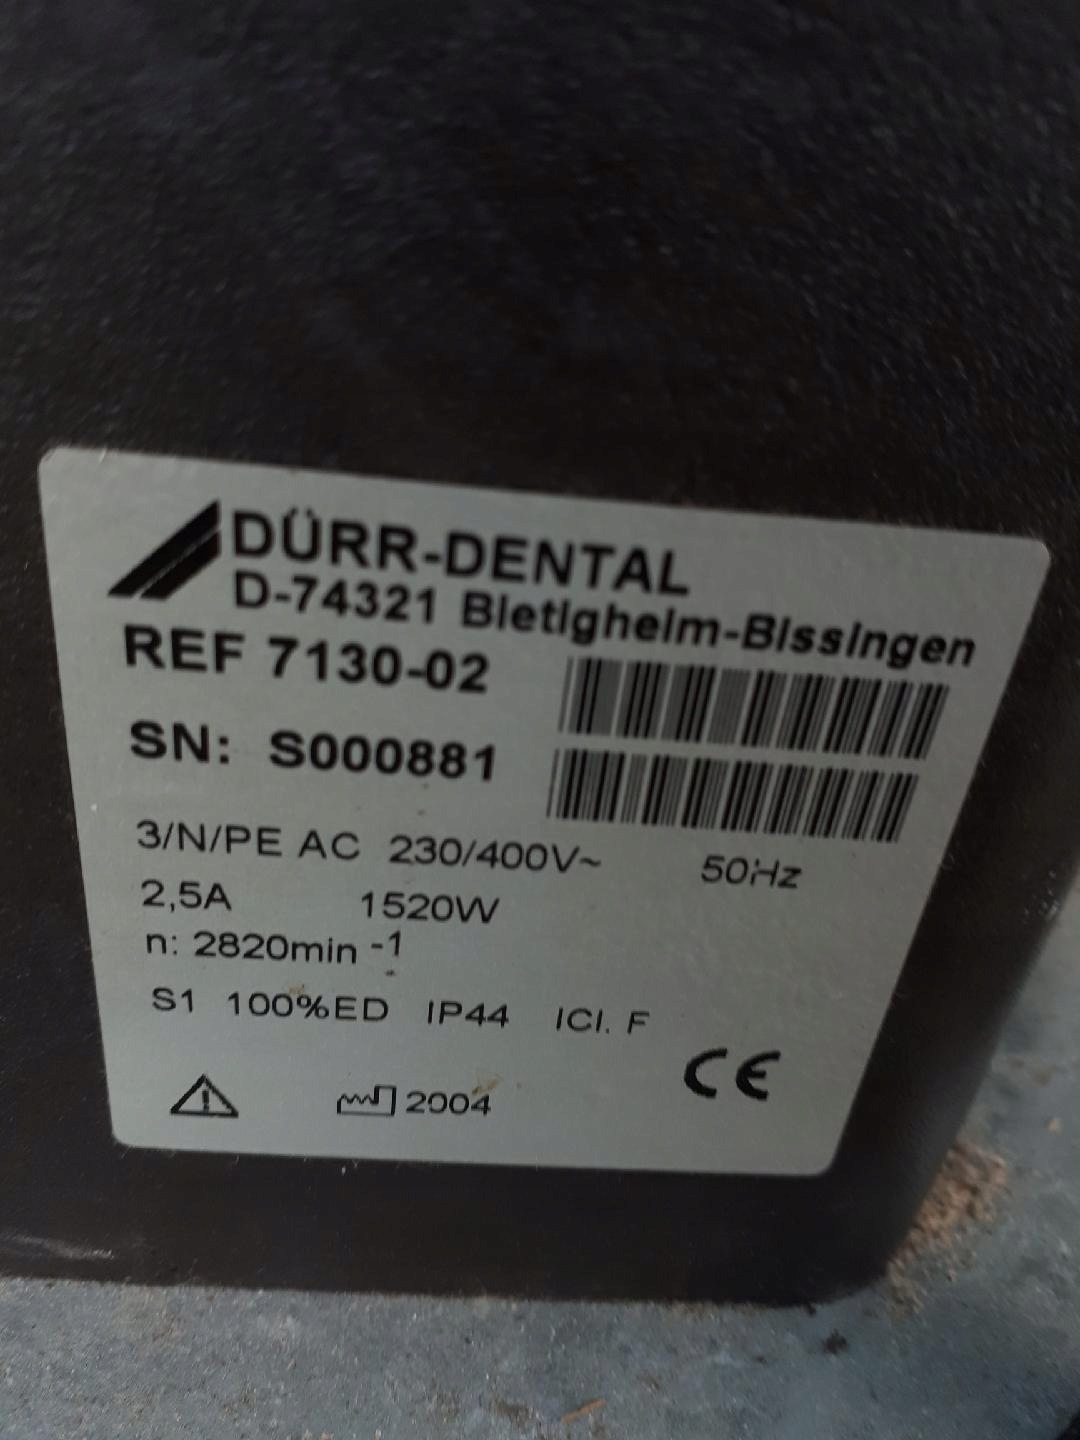 DÜRR-DENTAL
D-74321 Bietigheim-Bissingen
REF 7130-02
SN: S000881
3/N/PE AC 230/400V~ 50Hz
2,5A 1520W
n: 2820min -1
S1 100%ED IP44 ICI. F
CE
2004